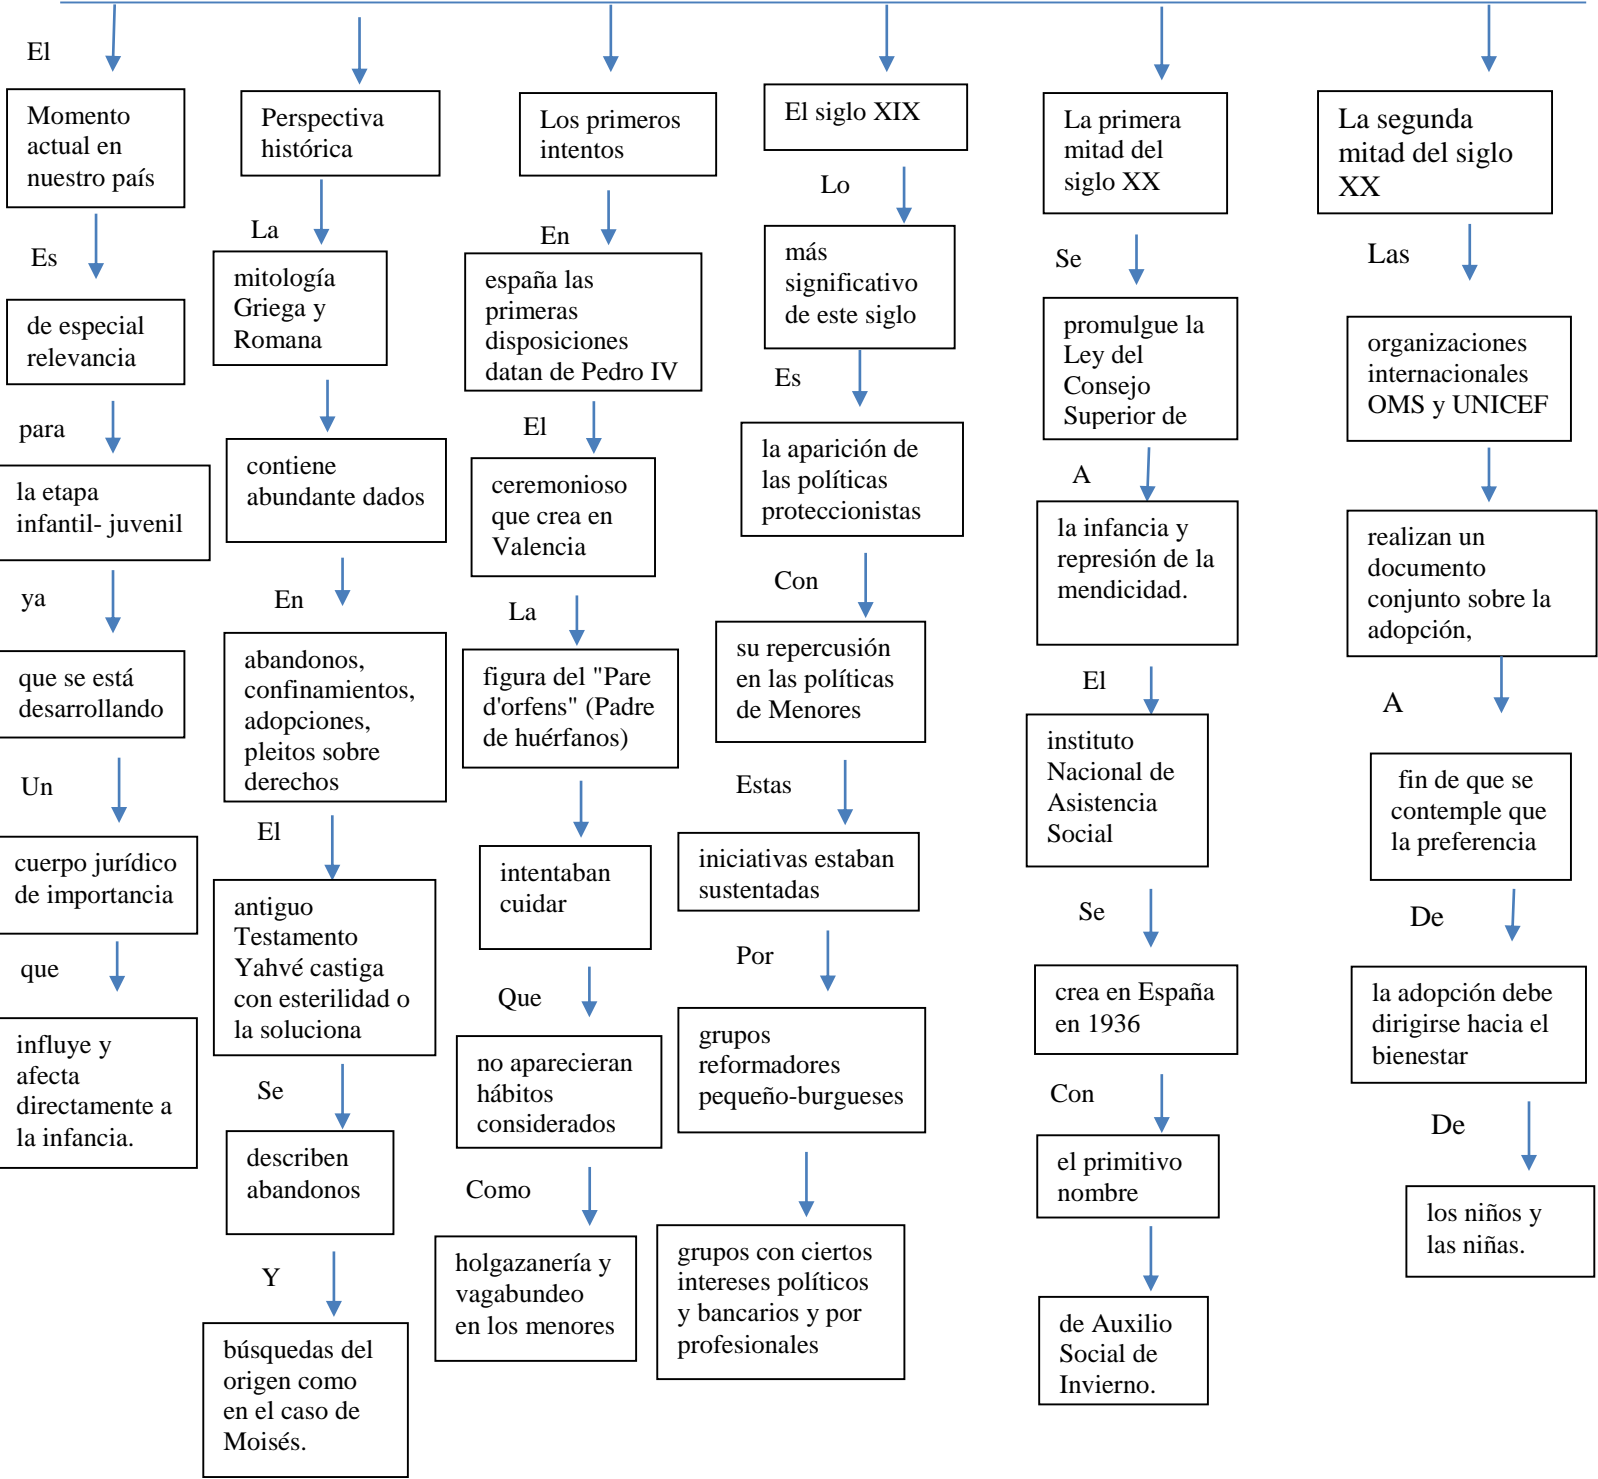 El
Momento
actual en
nuestro país
Es
de especial
relevancia
para
la etapa
infantil- juvenil
ya
que se está
desarrollando
Un
cuerpo jurídico
de importancia
que
influye y
afecta
directamente a
la infancia.
Perspectiva
histórica
La
mitología
Griega y
Romana
contiene
abundante dados
En
abandonos,
confinamientos,
adopciones,
pleitos sobre
derechos
El
antiguo
Testamento
Yahvé castiga
con esterilidad o
la soluciona
Se
describen
abandonos
Y
búsquedas del
origen como
en el caso de
Moisés.
Los primeros
intentos
En
españa las
primeras
disposiciones
datan de Pedro IV
El
ceremonioso
que crea en
Valencia
La
figura del "Pare
d'orfens" (Padre
de huérfanos)
intentaban
cuidar
Que
no aparecieran
hábitos
considerados
Como
holgazanería y
vagabundeo
en los menores
El siglo XIX
Lo
más
significativo
de este siglo
Es
la aparición de
las políticas
proteccionistas
Con
su repercusión
en las políticas
de Menores
Estas
iniciativas estaban
sustentadas
Por
grupos
reformadores
pequeño-burgueses
grupos con ciertos
intereses políticos
y bancarios y por
profesionales
La primera
mitad del
siglo XX
Se
promulgue la
Ley del
Consejo
Superior de
A
la infancia y
represión de la
mendicidad.
El
instituto
Nacional de
Asistencia
Social
Se
crea en España
en 1936
Con
el primitivo
nombre
de Auxilio
Social de
Invierno.
La segunda
mitad del siglo
XX
Las
organizaciones
internacionales
OMS y UNICEF
realizan un
documento
conjunto sobre la
adopción,
A
fin de que se
contemple que
la preferencia
De
la adopción debe
dirigirse hacia el
bienestar
De
los niños y
las niñas.